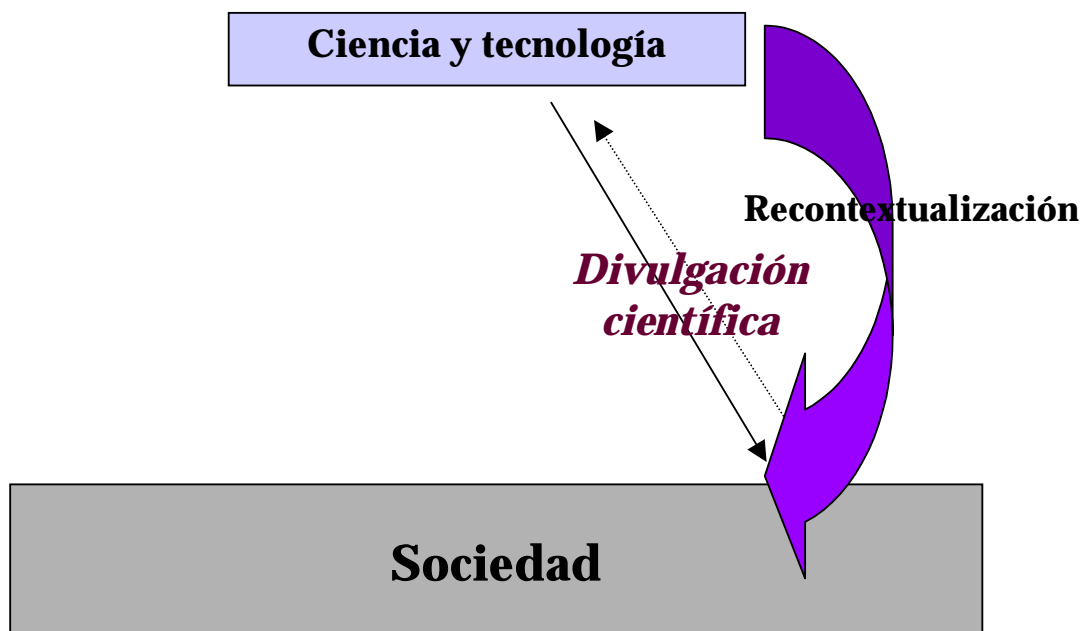 Ciencia y tecnología
Recontextualización
Divulgación
científica
Sociedad